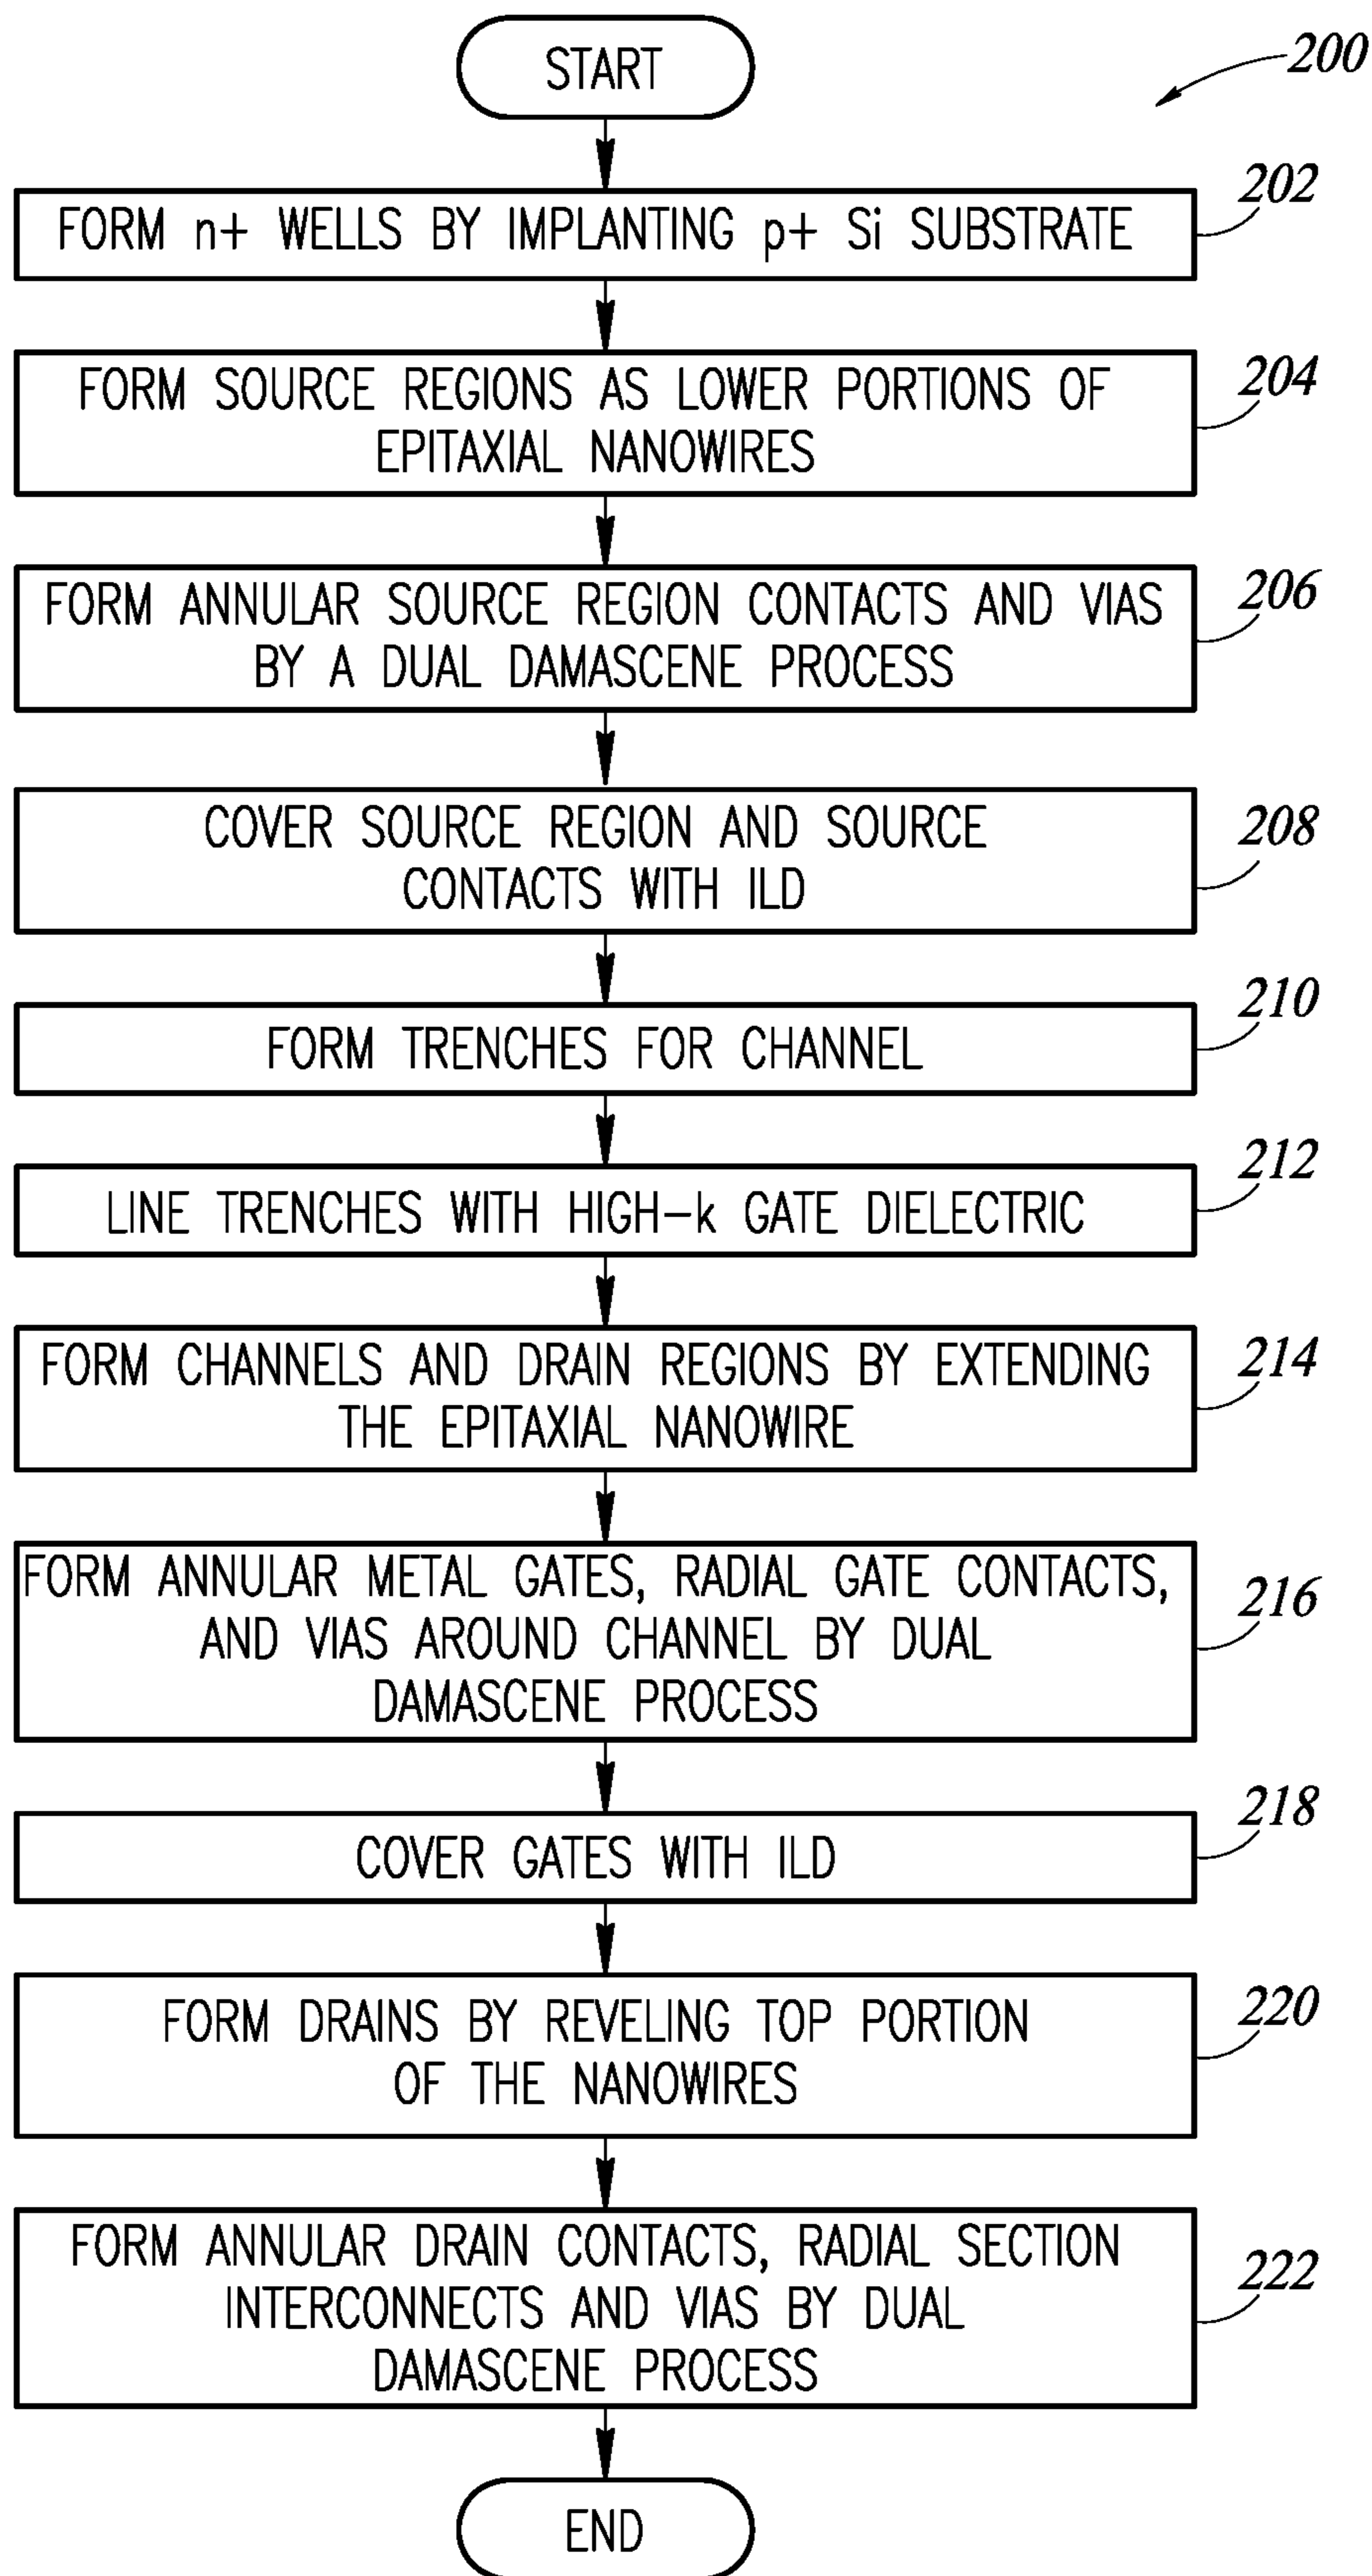 START
200
202
FORM n+ WELLS BY IMPLANTING p+ Si SUBSTRATE
204
FORM SOURCE REGIONS AS LOWER PORTIONS OF
EPITAXIAL NANOWIRES
206
FORM ANNULAR SOURCE REGION CONTACTS AND VIAS
BY A DUAL DAMASCENE PROCESS
208
COVER SOURCE REGION AND SOURCE
CONTACTS WITH ILD
210
FORM TRENCHES FOR CHANNEL
212
LINE TRENCHES WITH HIGH-k GATE DIELECTRIC
214
FORM CHANNELS AND DRAIN REGIONS BY EXTENDING
THE EPITAXIAL NANOWIRE
216
FORM ANNULAR METAL GATES, RADIAL GATE CONTACTS,
AND VIAS AROUND CHANNEL BY DUAL
DAMASCENE PROCESS
218
COVER GATES WITH ILD
220
FORM DRAINS BY REVELING TOP PORTION
OF THE NANOWIRES
222
FORM ANNULAR DRAIN CONTACTS, RADIAL SECTION
INTERCONNECTS AND VIAS BY DUAL
DAMASCENE PROCESS
END